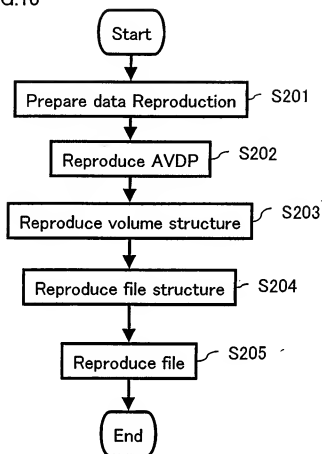 Start
Prepare data Reproduction S201
Reproduce AVDP S202
Reproduce volume structure S203
Reproduce file structure S204
Reproduce file S205
End